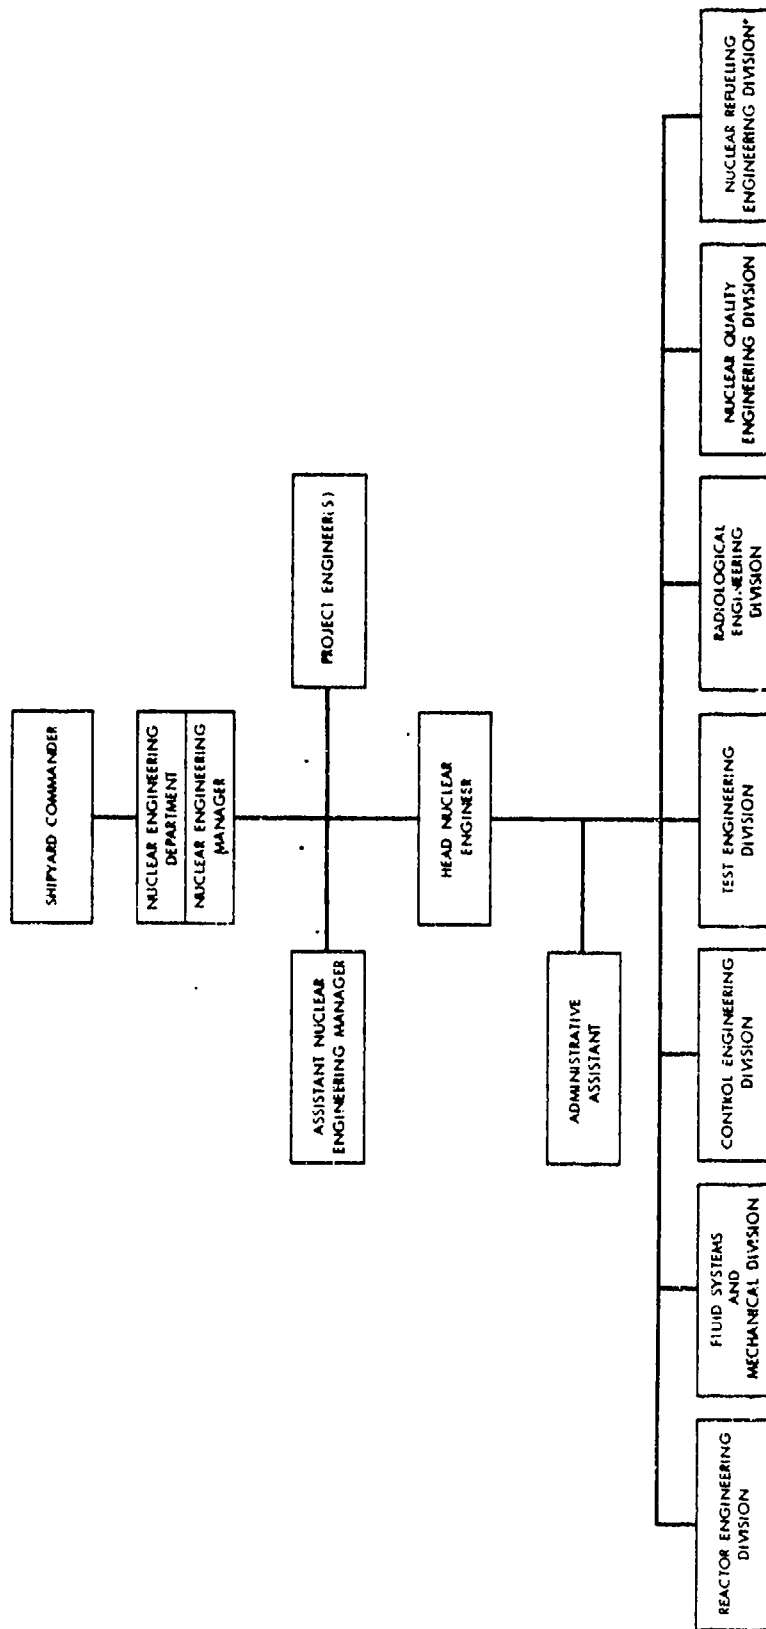 SHIPYARD COMMANDER
NUCLEAR ENGINEERING
DEPARTMENT
NUCLEAR ENGINEERING
MANAGER
ASSISTANT NUCLEAR
ENGINEERING MANAGER
PROJECT ENGINEER(S)
HEAD NUCLEAR
ENGINEER
ADMINISTRATIVE
ASSISTANT
REACTOR ENGINEERING
DIVISION
FLUID SYSTEMS
AND
MECHANICAL DIVISION
CONTROL ENGINEERING
DIVISION
TEST ENGINEERING
DIVISION
RADIOLOGICAL
ENGINEERING
DIVISION
NUCLEAR QUALITY
ENGINEERING DIVISION
NUCLEAR REFUELING
ENGINEERING DIVISION*